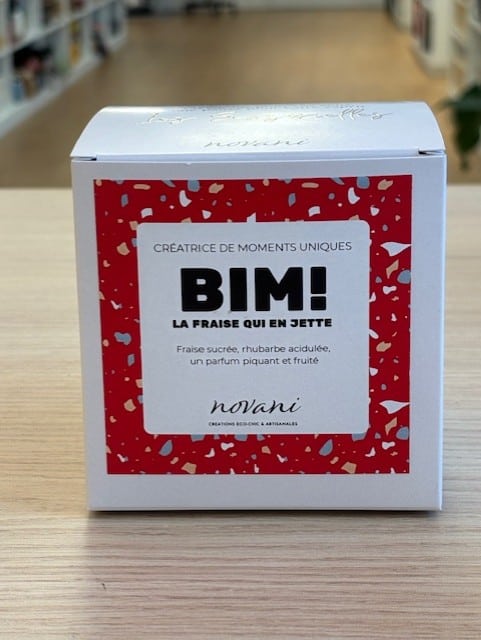 novani
CRÉATRICE DE MOMENTS UNIQUES
BIM!
LA FRAISE QUI EN JETTE
Fraise sucrée, rhubarbe acidulée,
un parfum piquant et fruité
novani
CRÉATIONS ÉCO-CHIC & ARTISANALES